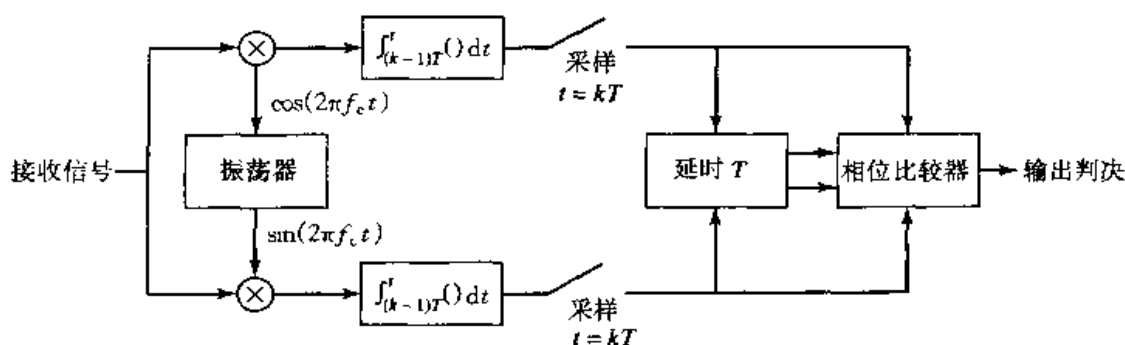 ∫_{(k-1)T}^{t}( )dt
采样
t = kT
cos(2πf_c t)
接收信号
振荡器
延时 T
相位比较器
输出判决
sin(2πf_c t)
∫_{(k-1)T}^{t}( )dt
采样
t = kT